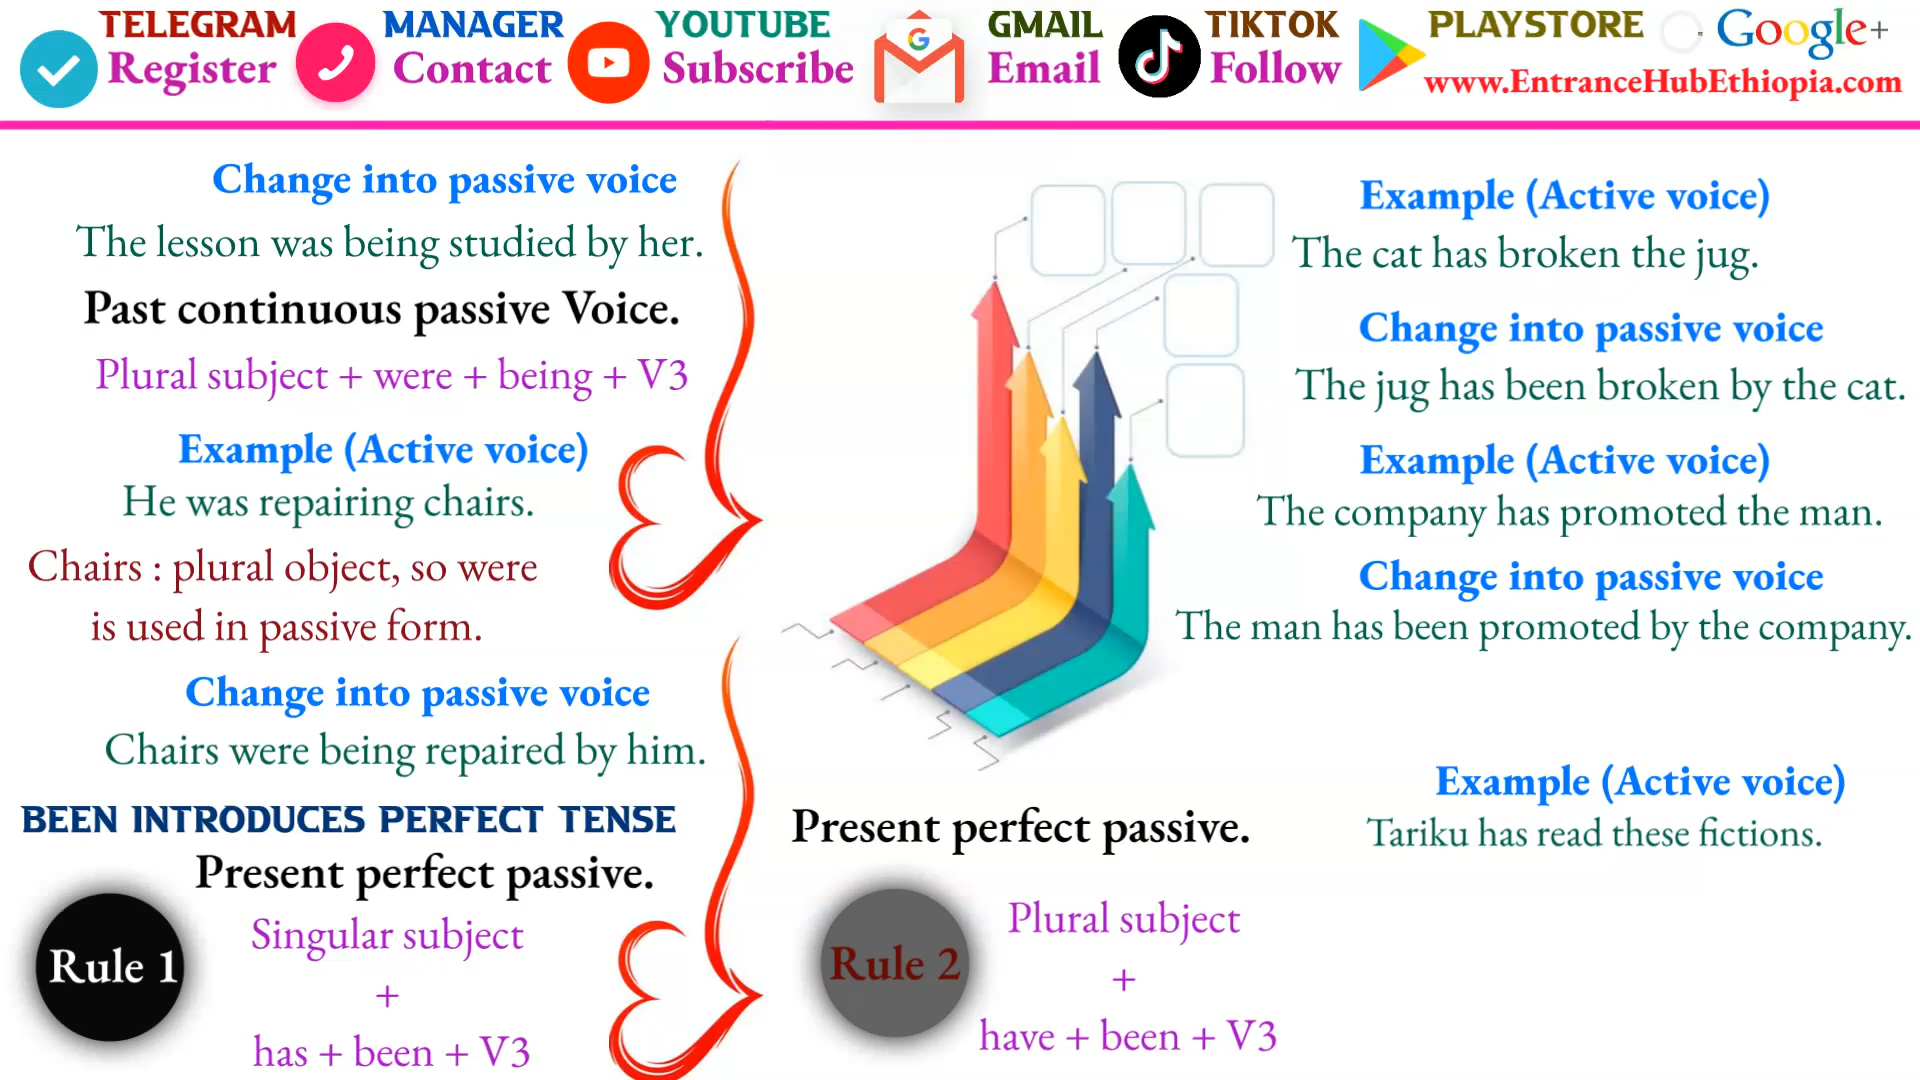 TELEGRAM
Register
MANAGER
Contact
YOUTUBE
Subscribe
G
GMAIL
Email
TIKTOK
Follow
PLAYSTORE
Google+
www.EntranceHubEthiopia.com
Change into passive voice
The lesson was being studied by her.
Past continuous passive Voice.
Plural subject + were + being + V3
Example (Active voice)
He was repairing chairs.
Chairs : plural object, so were
is used in passive form.
Change into passive voice
Chairs were being repaired by him.
BEEN INTRODUCES PERFECT TENSE
Present perfect passive.
Rule 1
Singular subject
+
has + been + V3
Present perfect passive.
Rule 2
Plural subject
+
have + been + V3
Example (Active voice)
The cat has broken the jug.
Change into passive voice
The jug has been broken by the cat.
Example (Active voice)
The company has promoted the man.
Change into passive voice
The man has been promoted by the company.
Example (Active voice)
Tariku has read these fictions.